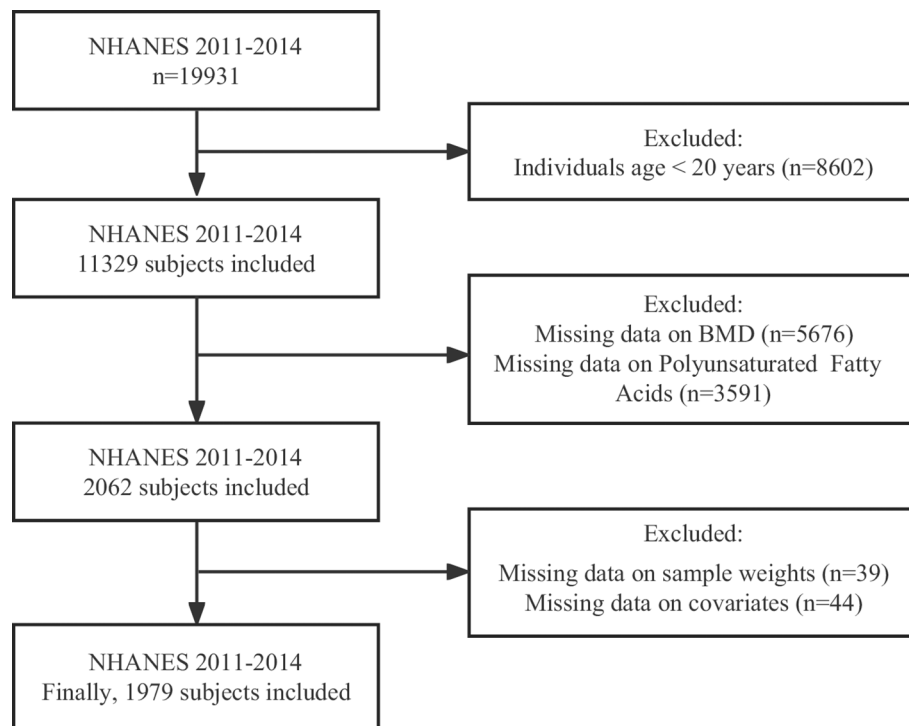 NHANES 2011-2014
n=19931
Excluded:
Individuals age < 20 years (n=8602)
NHANES 2011-2014
11329 subjects included
Excluded:
Missing data on BMD (n=5676)
Missing data on Polyunsaturated Fatty
Acids (n=3591)
NHANES 2011-2014
2062 subjects included
Excluded:
Missing data on sample weights (n=39)
Missing data on covariates (n=44)
NHANES 2011-2014
Finally, 1979 subjects included